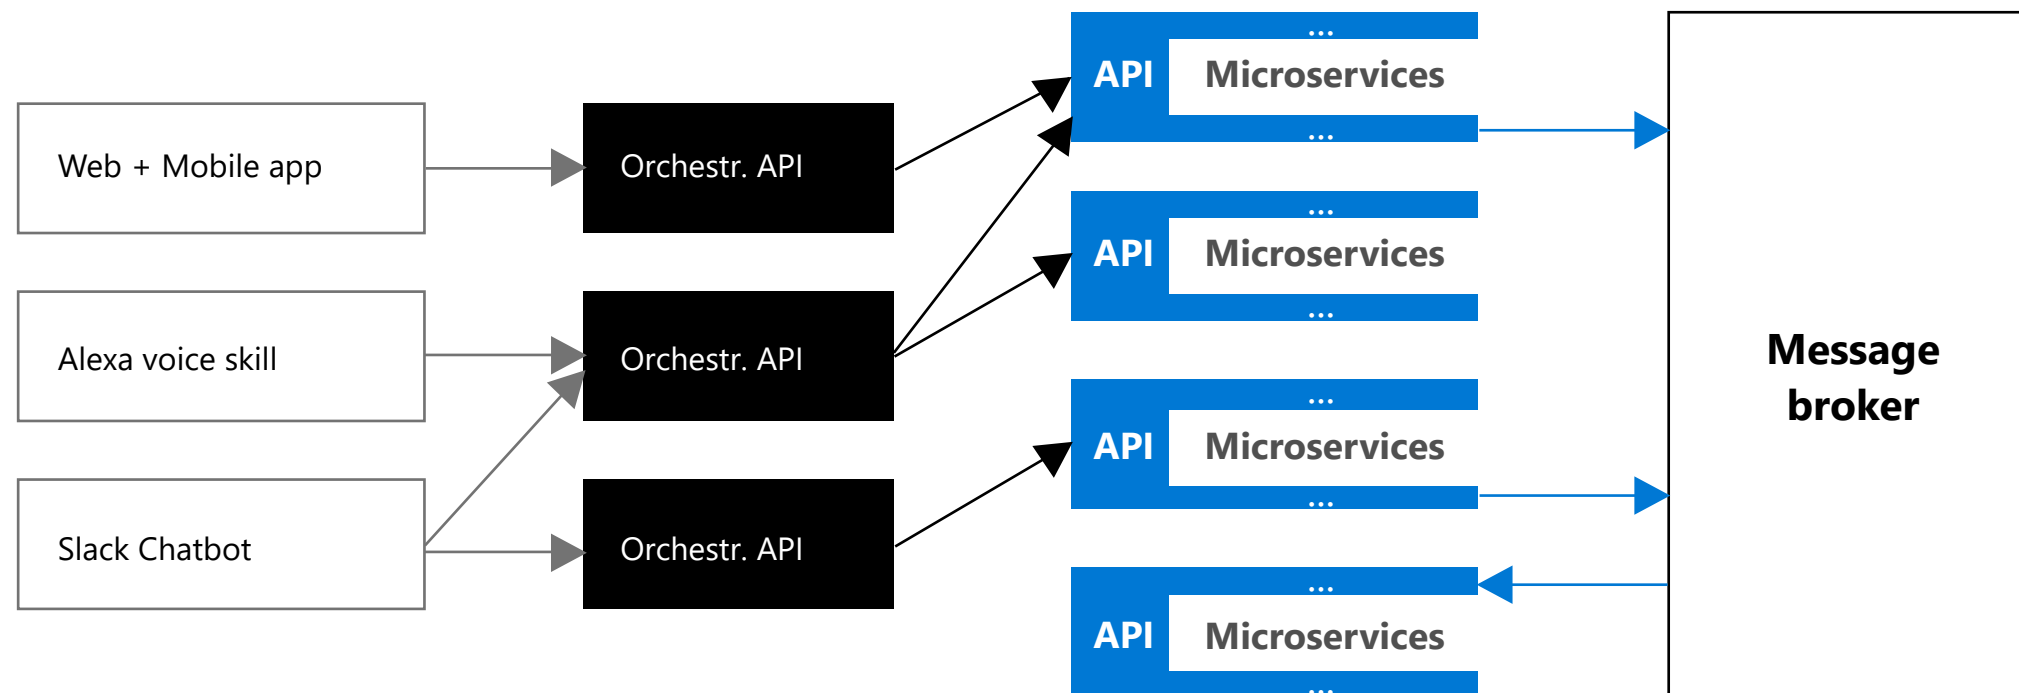 ...
API Microservices
...
Web + Mobile app
Orchestr. API
...
API Microservices
...
Alexa voice skill
Orchestr. API
Message
broker
...
API Microservices
...
Slack Chatbot
Orchestr. API
...
API Microservices
...